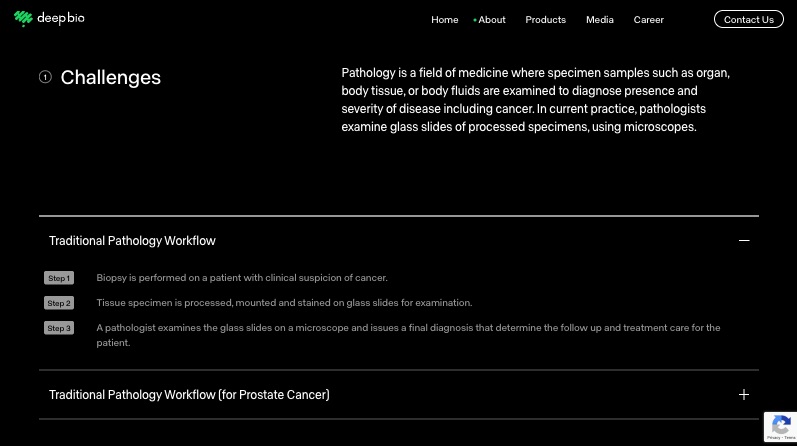 deepbio
Home
About
Products
Media
Career
Contact Us
1
Challenges
Pathology is a field of medicine where specimen samples such as organ,
body tissue, or body fluids are examined to diagnose presence and
severity of disease including cancer. In current practice, pathologists
examine glass slides of processed specimens, using microscopes.
Traditional Pathology Workflow
Step 1
Biopsy is performed on a patient with clinical suspicion of cancer.
Step 2
Tissue specimen is processed, mounted and stained on glass slides for examination.
Step 3
A pathologist examines the glass slides on a microscope and issues a final diagnosis that determine the follow up and treatment care for the
patient.
Traditional Pathology Workflow (for Prostate Cancer)
Privacy - Terms